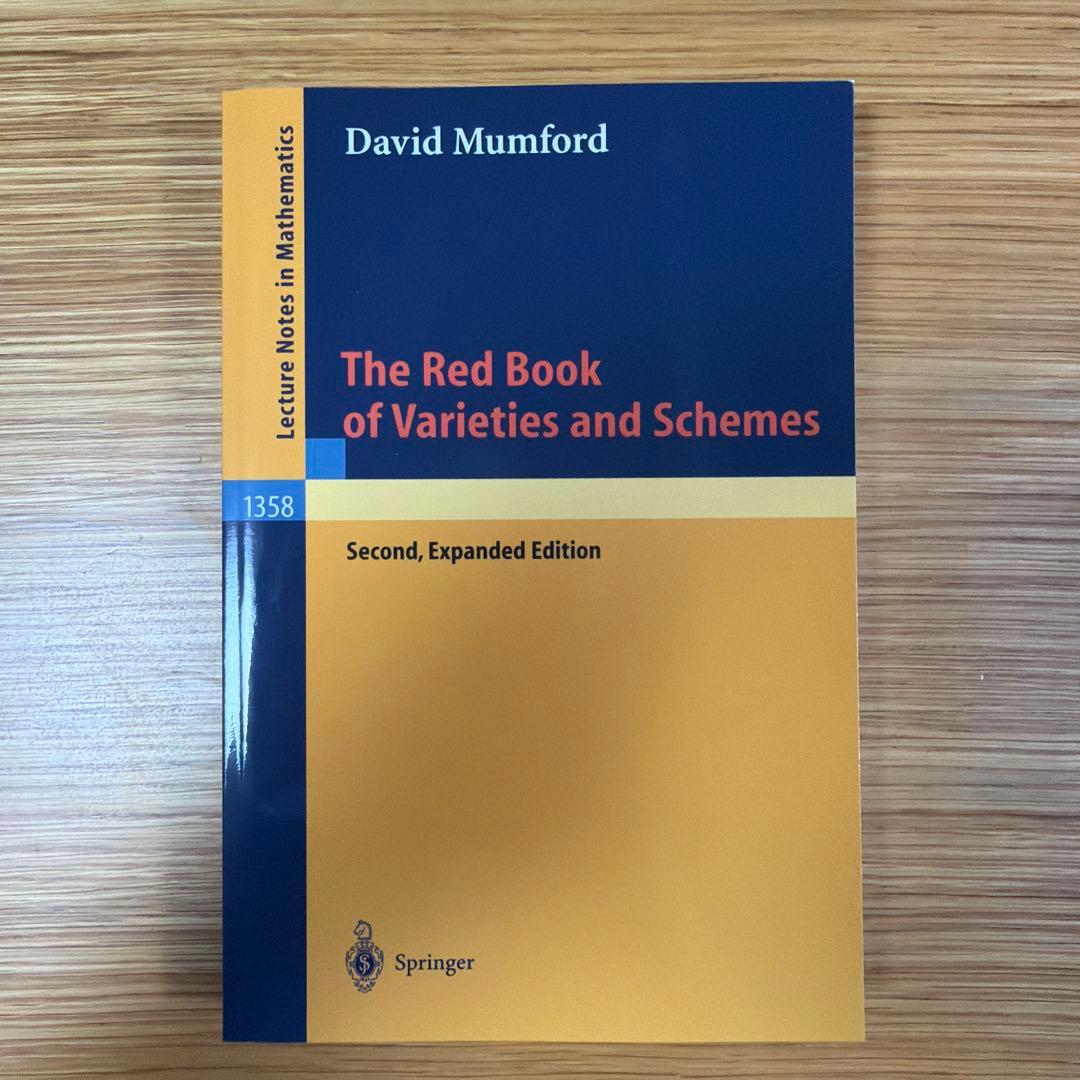 David Mumford
Lecture Notes in Mathematics
The Red Book
of Varieties and Schemes
1358
Second, Expanded Edition
Springer